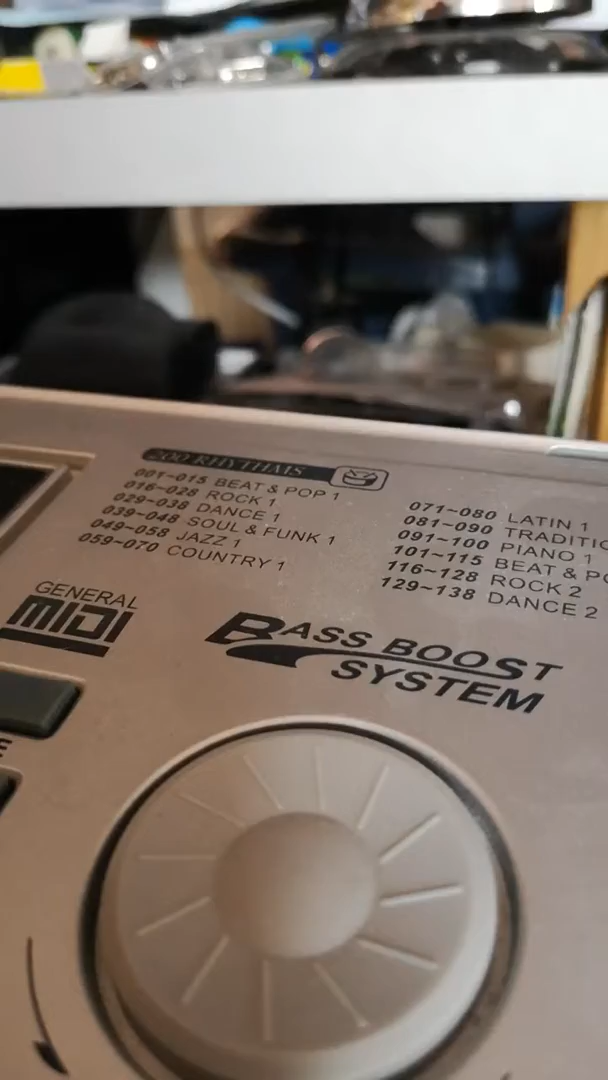 200 RHYTHMS
001~015 BEAT & POP 1
016~028 ROCK 1
029~038 DANCE 1
039~048 SOUL & FUNK 1
049~058 JAZZ 1
059~070 COUNTRY 1
071~080 LATIN 1
081~090
091~100 PIANO 1
101~115 BEAT &
116~128 ROCK 2
129~138 DANCE 2
GENERAL
MIDI
BASS BOOST
SYSTEM
E